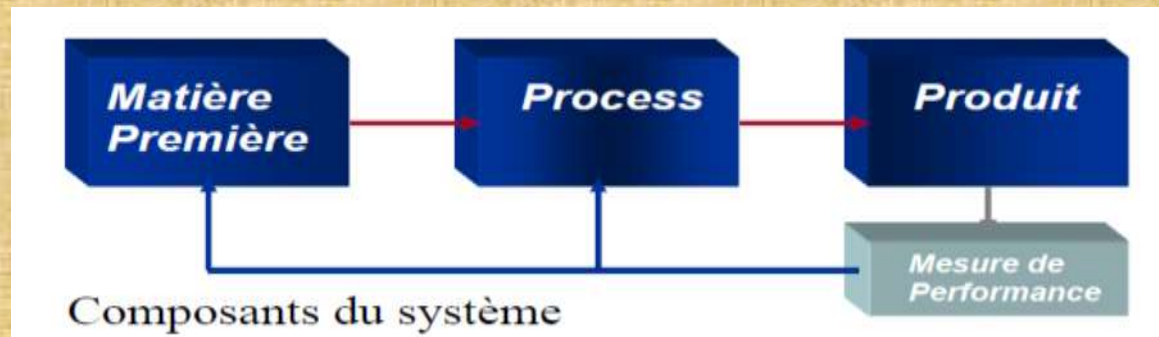 Matière
Première
Process
Produit
Mesure de
Performance
Composants du système